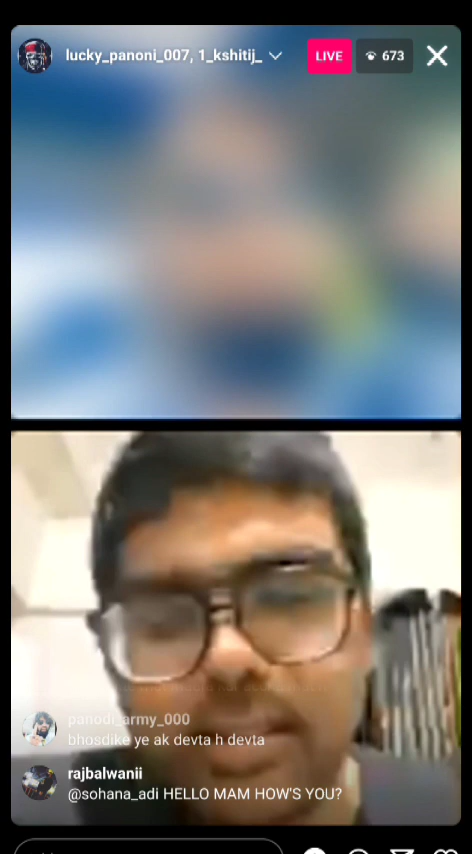 lucky_panoni_007, 1_kshitij_
LIVE
673
panodi_army_000
bhosdike ye ak devta h devta
rajbalwanii
@sohana_adi HELLO MAM HOW'S YOU?